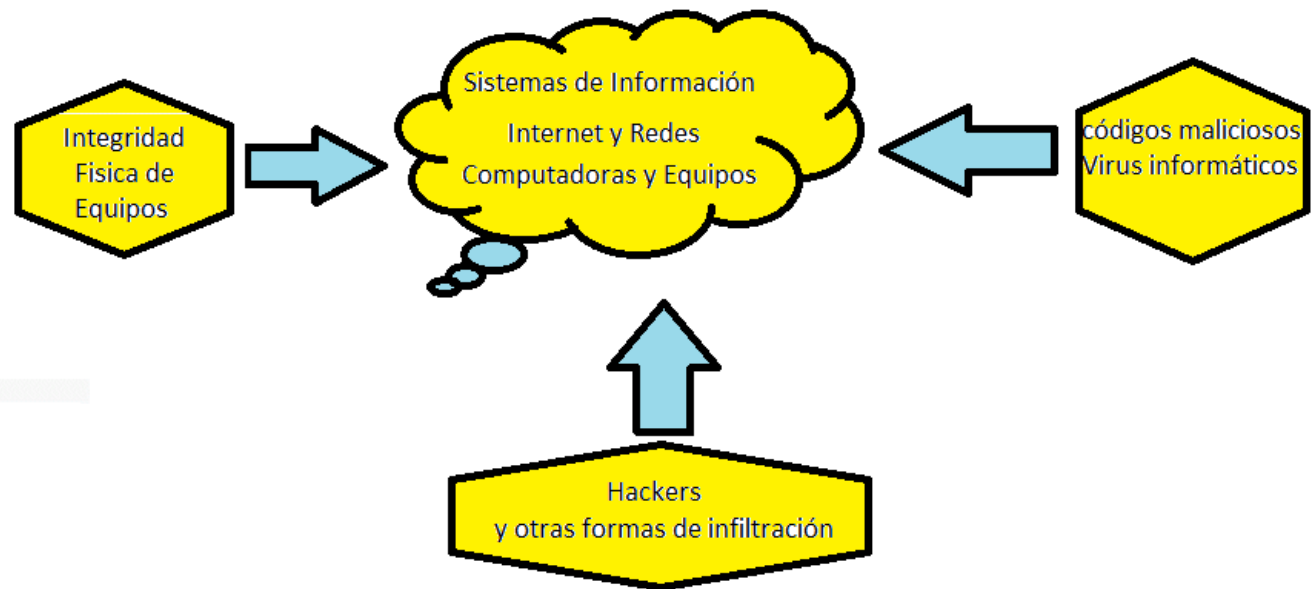 Sistemas de Información
Internet y Redes
Computadoras y Equipos
Integridad
Fisica de
Equipos
códigos maliciosos
Virus informáticos
Hackers
y otras formas de infiltración